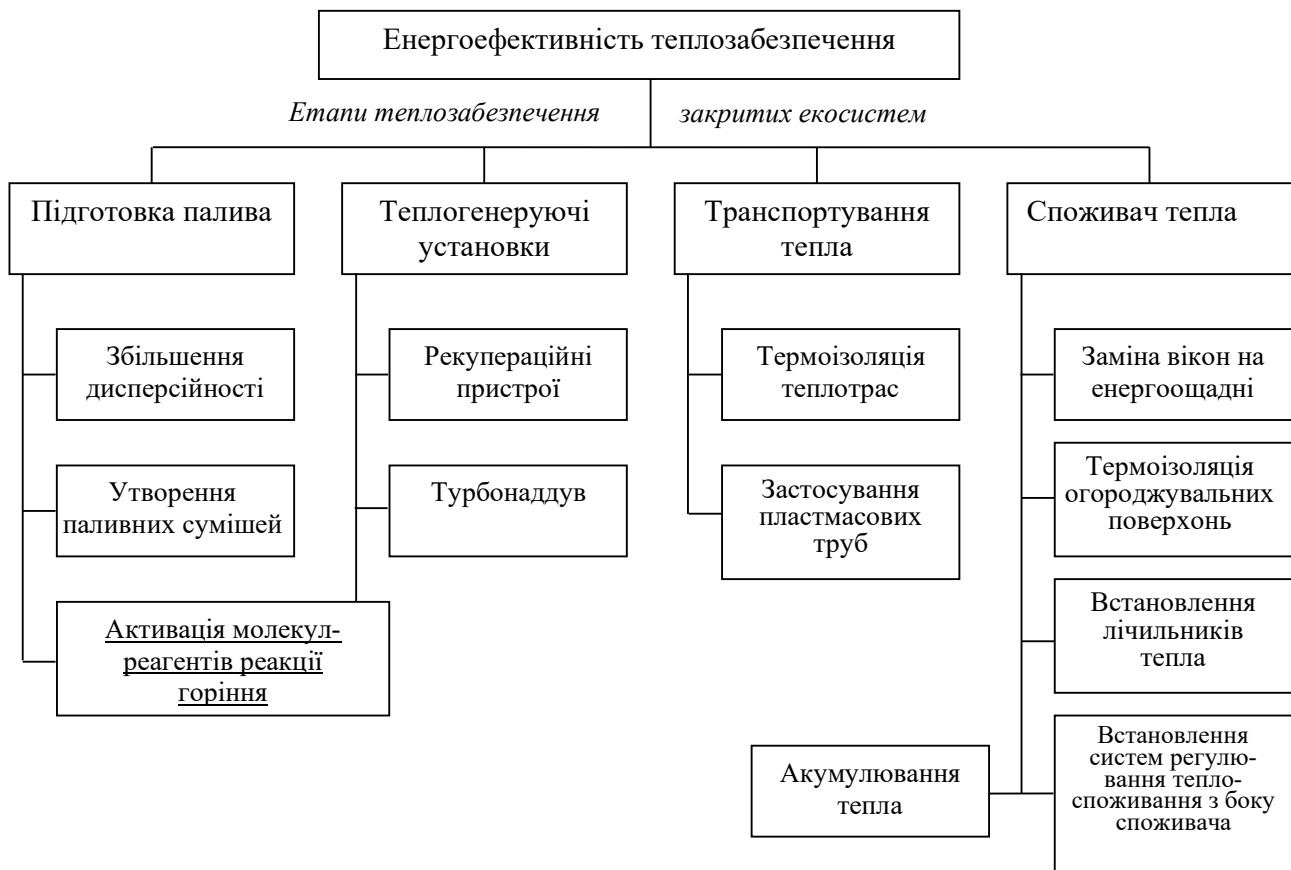 Енергоефективність теплозабезпечення
Етапи теплозабезпечення закритих екосистем
Підготовка палива
Теплогенеруючі
установки
Транспортування
тепла
Споживач тепла
Збільшення
дисперсійності
Рекупераційні
пристрої
Термоізоляція
теплотрас
Заміна вікон на
енергоощадні
Утворення
паливних сумішей
Турбонаддув
Застосування
пластмасових
труб
Термоізоляція
огороджувальних
поверхонь
Активація молекул-
реагентів реакції
горіння
Встановлення
лічильників
тепла
Акумулювання
тепла
Встановлення
систем регулю-
вання тепло-
споживання з боку
споживача